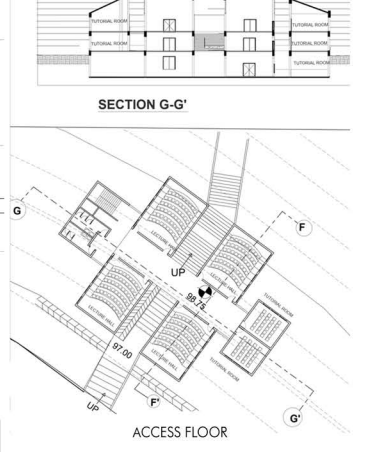 TUTORIAL ROOM
TUTORIAL ROOM
TUTORIAL ROOM
TUTORIAL ROOM
TUTORIAL ROOM
SECTION G-G'
G
F
LECTURE HALL
LECTURE HALL
UP
98.75
TUTORIAL ROOM
LECTURE HALL
97.00
LECTURE HALL
TUTORIAL ROOM
UP
F'
G'
ACCESS FLOOR